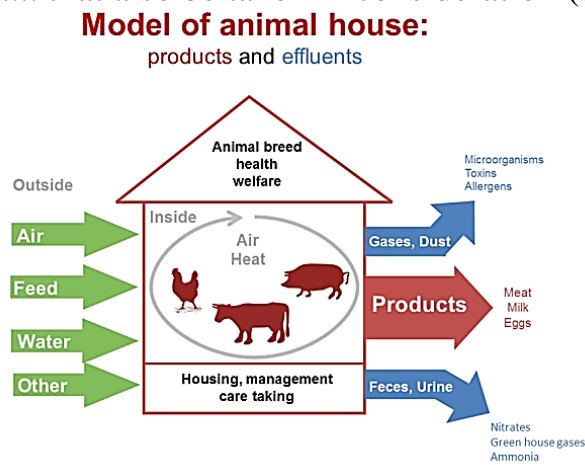 Model of animal house:
products and effluents
Animal breed
health
welfare
Outside
Inside
Air
Heat
Air
Feed
Water
Other
Housing, management
care taking
Gases, Dust
Products
Feces, Urine
Microorganisms
Toxins
Allergens
Meat
Milk
Eggs
Nitrates
Green house gases
Ammonia